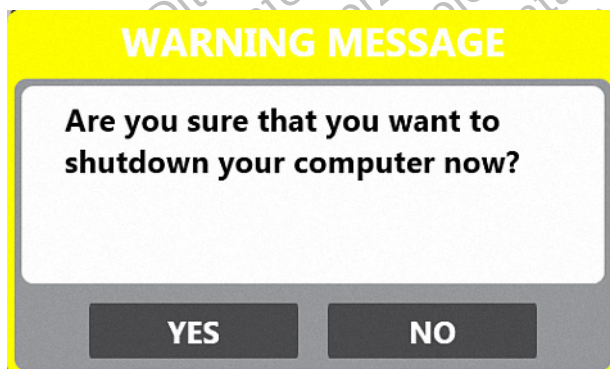 WARNING MESSAGE
Are you sure that you want to
shutdown your computer now?
YES
NO